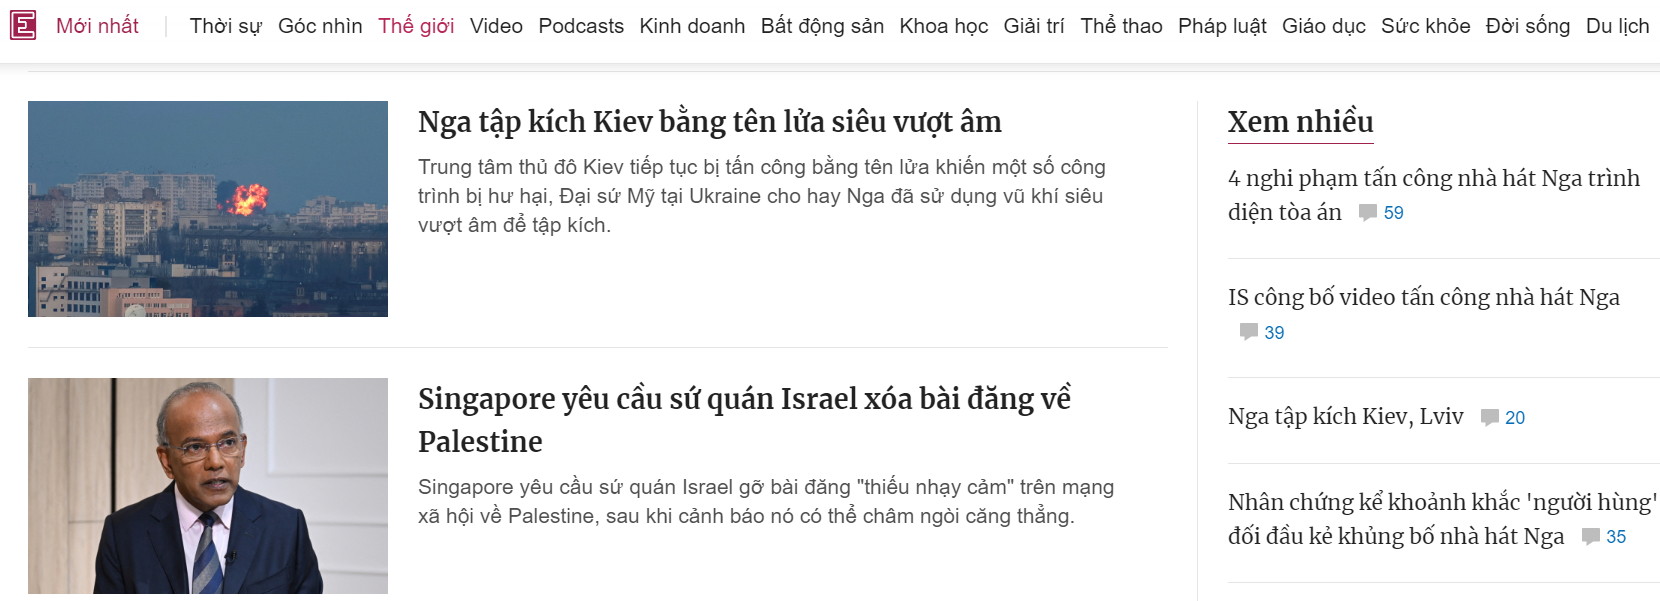 E Mới nhất Thời sự Góc nhìn Thế giới Video Podcasts Kinh doanh Bất động sản Khoa học Giải trí Thể thao Pháp luật Giáo dục Sức khỏe Đời sống Du lịch
Nga tập kích Kiev bằng tên lửa siêu vượt âm
Trung tâm thủ đô Kiev tiếp tục bị tấn công bằng tên lửa khiến một số công
trình bị hư hại, Đại sứ Mỹ tại Ukraine cho hay Nga đã sử dụng vũ khí siêu
vượt âm để tập kích.
Singapore yêu cầu sứ quán Israel xóa bài đăng về
Palestine
Singapore yêu cầu sứ quán Israel gỡ bài đăng "thiếu nhạy cảm" trên mạng
xã hội về Palestine, sau khi cảnh báo nó có thể châm ngòi căng thẳng.
Xem nhiều
4 nghi phạm tấn công nhà hát Nga trình
diện tòa án 59
IS công bố video tấn công nhà hát Nga
39
Nga tập kích Kiev, Lviv 20
Nhân chứng kể khoảnh khắc 'người hùng'
đối đầu kẻ khủng bố nhà hát Nga 35